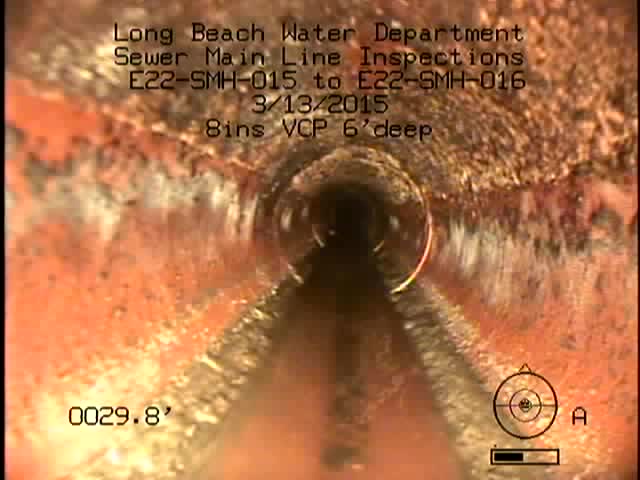 Long Beach Water Department
Sewer Main Line Inspections
E22-SMH-015 to E22-SMH-016
3/13/2015
8ins VCP 6'deep
0029.8'
A